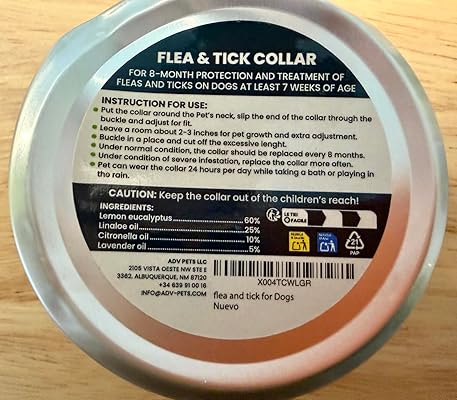 FLEA & TICK COLLAR
FOR 8-MONTH PROTECTION AND TREATMENT OF
FLEAS AND TICKS ON DOGS AT LEAST 7 WEEKS OF AGE
INSTRUCTION FOR USE:
• Put the collar around the Pet's neck, slip the end of the collar through the
buckle and adjust for fit.
• Leave a room about 2-3 inches for pet growth and extra adjustment.
• Buckle in a place and cut off the excessive lenght.
• Under normal condition, the collar should be replaced every 8 months.
• Under condition of severe infestation, replace the collar more often.
• Pet can wear the collar 24 hours per day while taking a bath or playing in
the rain.
CAUTION: Keep the collar out of the children's reach!
INGREDIENTS:
Lemon eucalyptus 60%
Linaloe oil 25%
Citronella oil 10%
Lavender oil 5%
LE TRI
+ FACILE
21
PAP
ADV PETS LLC
2105 VISTA OESTE NW STE E
3362, ALBUQUERQUE, NM 87120
+34 639 91 00 16
INFO@ADV-PETS.COM
X004TCWLGR
flea and tick for Dogs
Nuevo